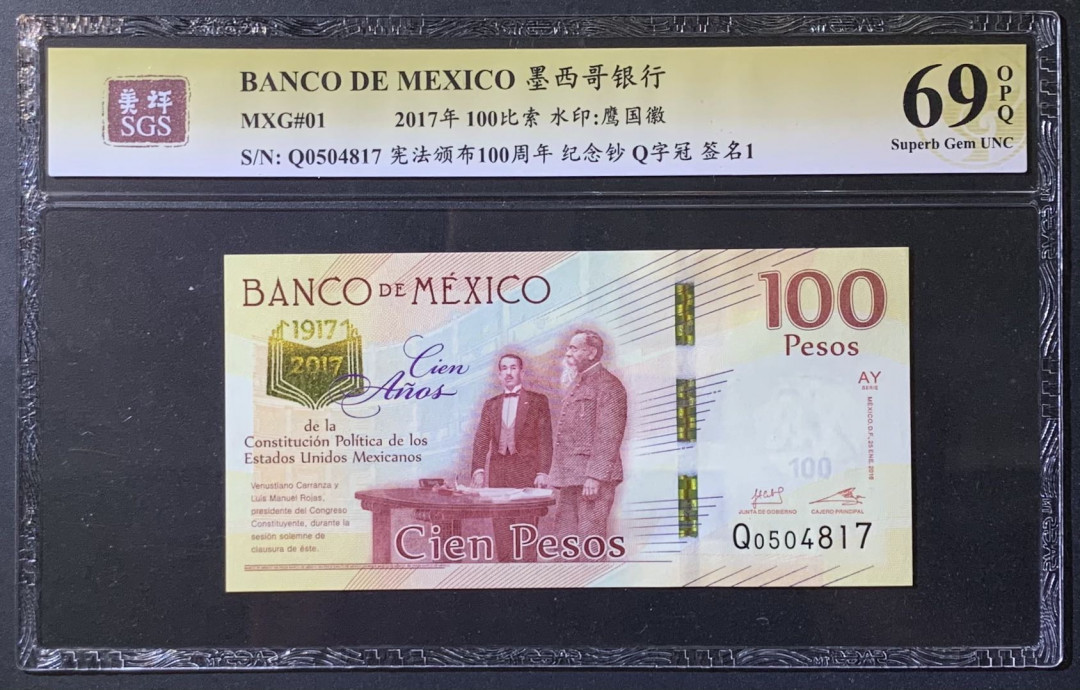 美评
SGS
BANCO DE MEXICO 墨西哥银行
MXG#01 2017年 100比索 水印:鹰国徽
S/N: Q0504817 宪法颁布100周年 纪念钞 Q字冠 签名1
69
OPQ
Superb Gem UNC
BANCO DE MÉXICO
1917
2017
Cien
Años
de la
Constitución Política de los
Estados Unidos Mexicanos
Venustiano Carranza y
Luis Manuel Rojas,
presidente del Congreso
Constituyente, durante la
sesión solemne de
clausura de éste.
Cien Pesos
100
Pesos
AY
SERIE
MÉXICO, D.F., 25 ENE. 2016
100
JUNTA DE GOBIERNO
CAJERO PRINCIPAL
Q0504817